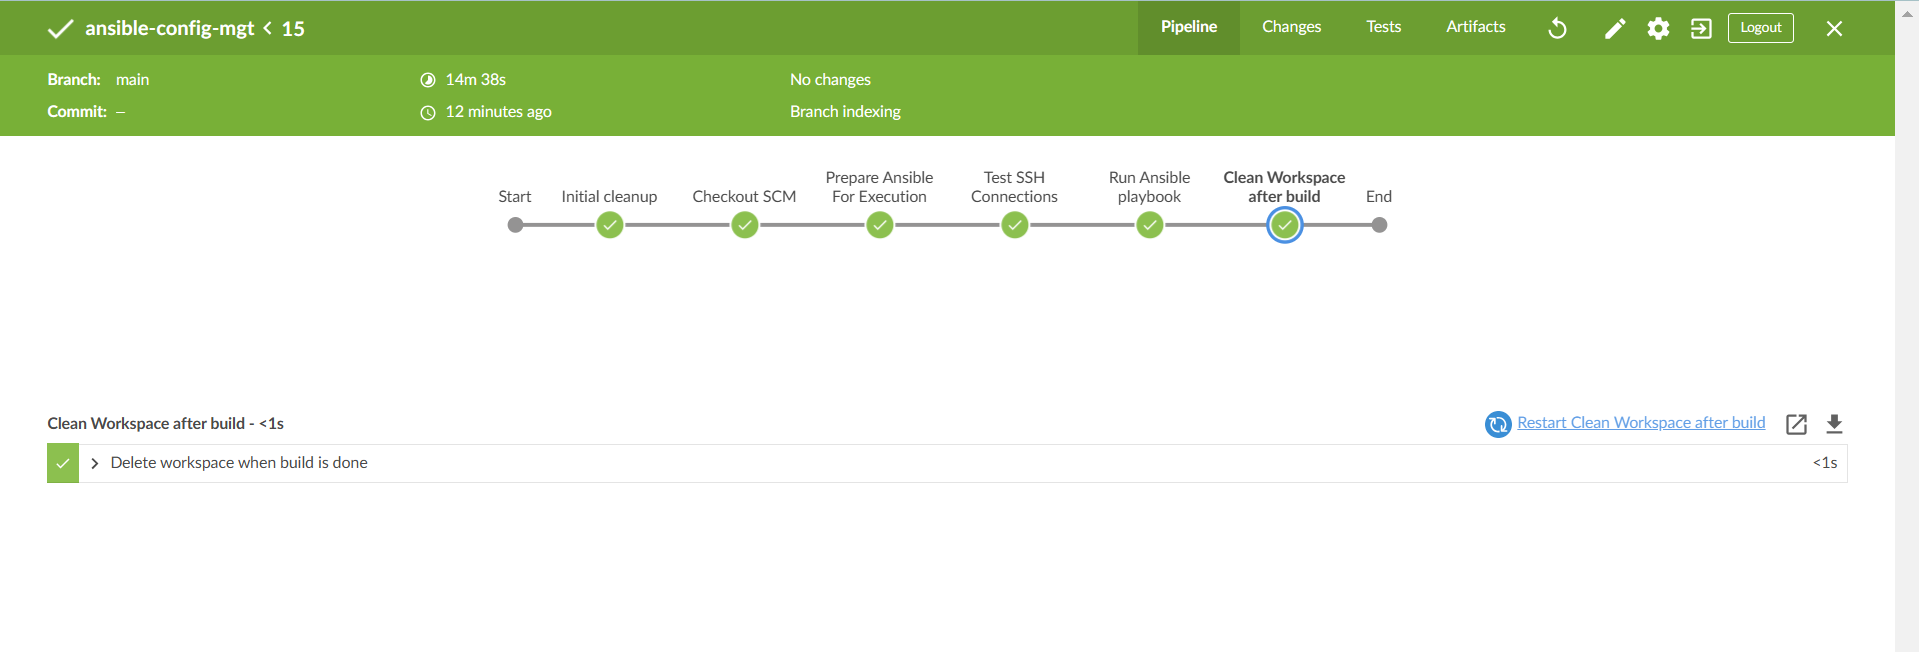 ansible-config-mgt < 15
Pipeline
Changes
Tests
Artifacts
Logout
Branch: main
14m 38s
No changes
Commit: –
12 minutes ago
Branch indexing
Start
Initial cleanup
Checkout SCM
Prepare Ansible
For Execution
Test SSH
Connections
Run Ansible
playbook
Clean Workspace
after build
End
Clean Workspace after build - <1s
Restart Clean Workspace after build
Delete workspace when build is done
<1s